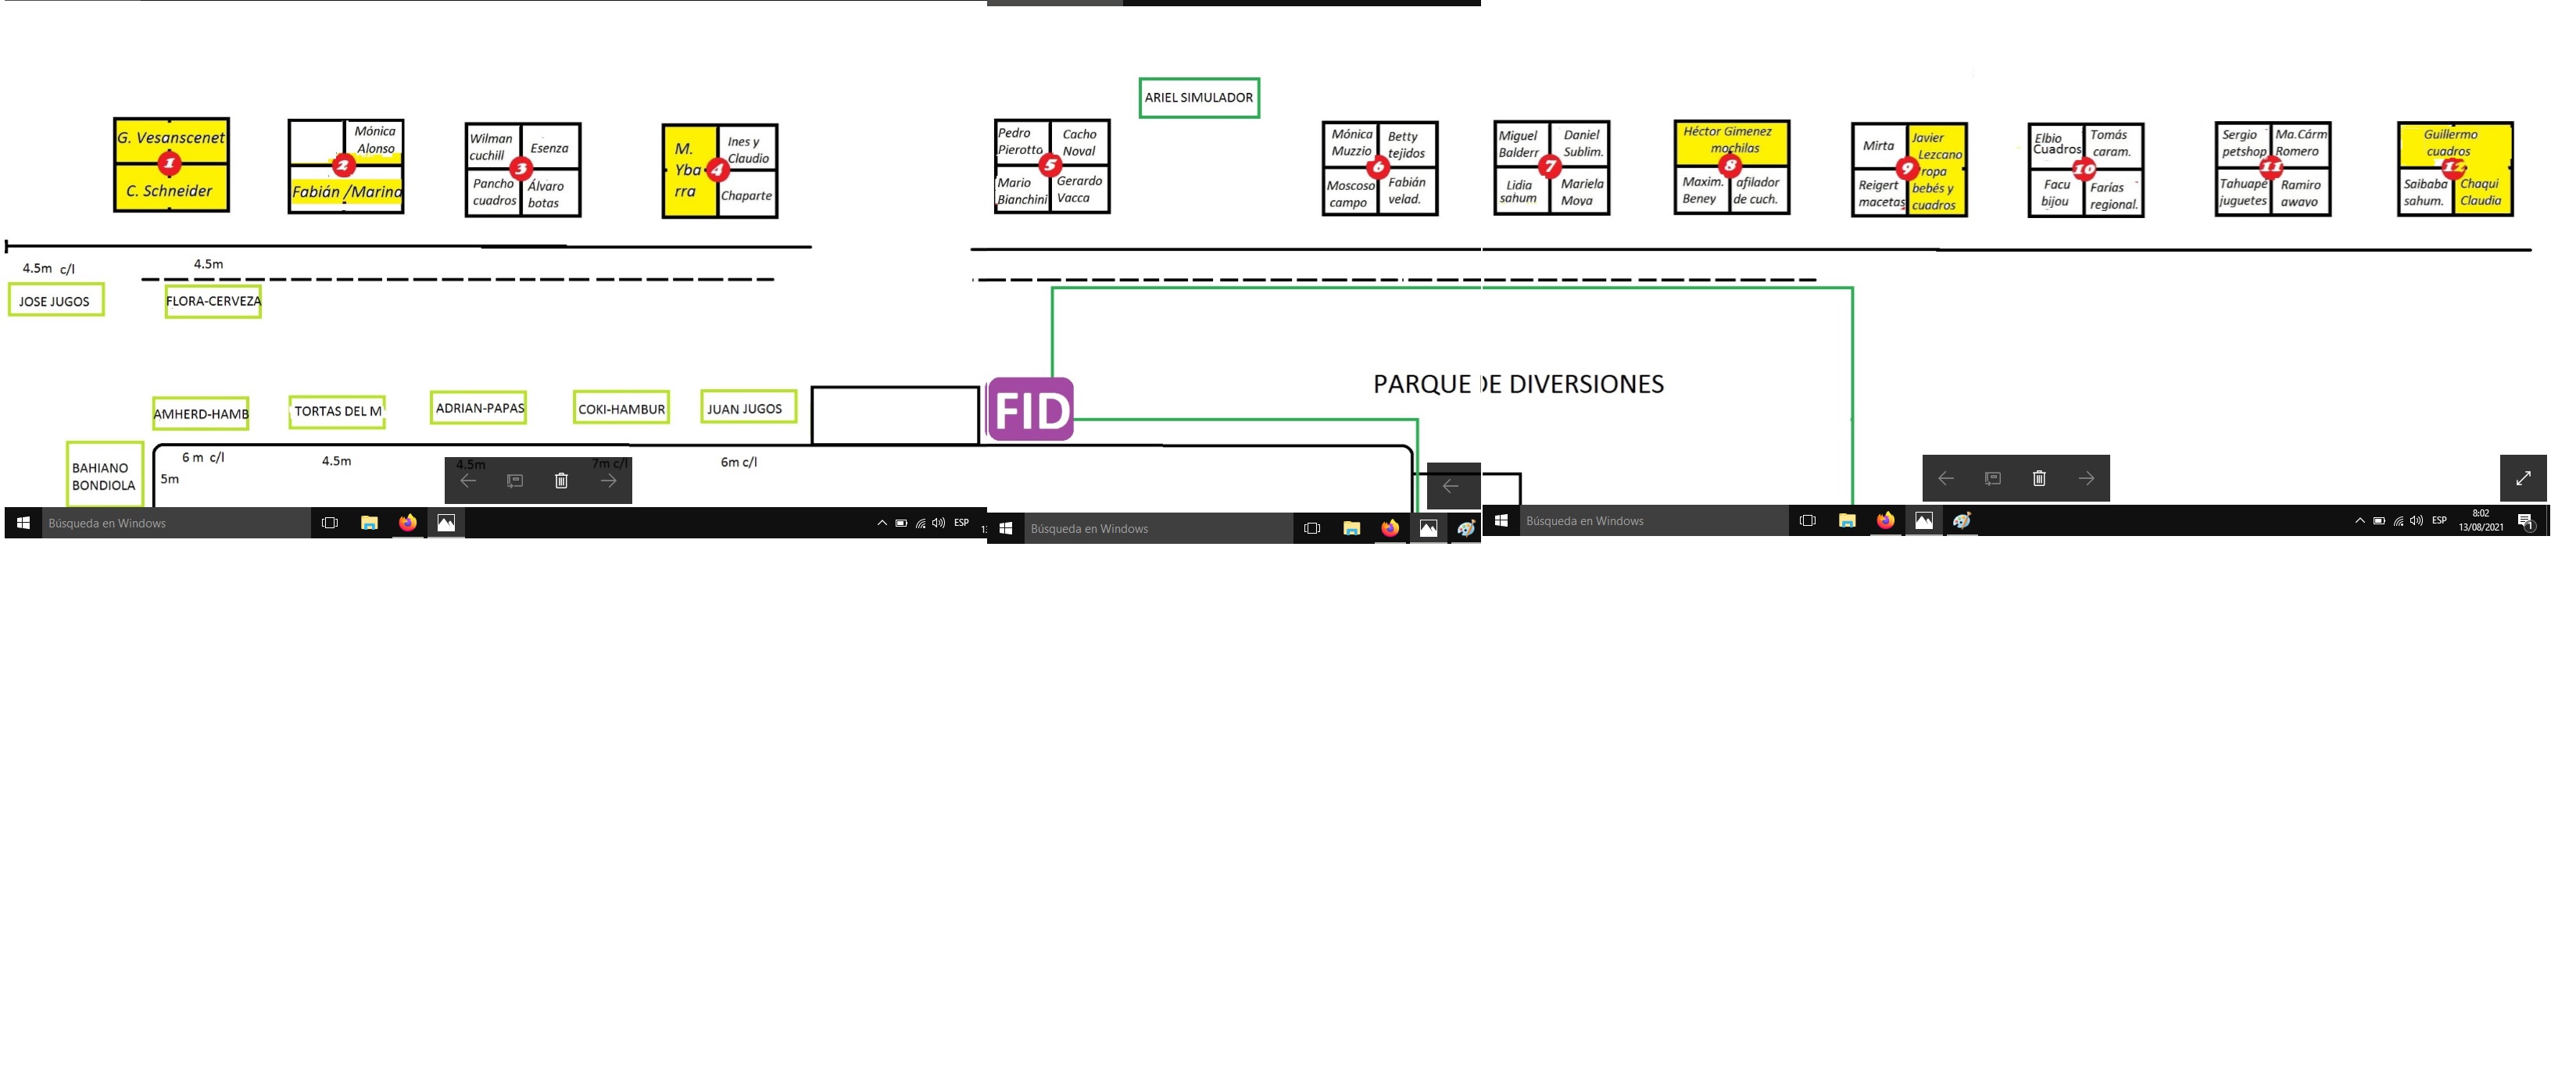 ARIEL SIMULADOR
G. Vesanscenet
1
C. Schneider
Mónica
Alonso
2
Fabián /Marina
Wilman
cuchill
Esenza
3
Pancho
cuadros
Álvaro
botas
M.
Yba
rra
4
Ines y
Claudio
Chaparte
Pedro
Pierotto
Cacho
Noval
5
Mario
Bianchini
Gerardo
Vacca
Mónica
Muzzio
Betty
tejidos
6
Moscoso
campo
Fabián
velad.
Miguel
Balderr
Daniel
Sublim.
7
Lidia
sahum
Mariela
Moya
Héctor Gimenez
mochilas
8
Maxim.
Beney
afilador
de cuch.
Mirta
9
Reigert
macetas
Javier
Lezcano
ropa
bebés y
cuadros
Elbio
Cuadros
Tomás
caram.
10
Facu
bijou
Farías
regional.
Sergio
petshop
Ma.Cárm
Romero
11
Tahuapé
juguetes
Ramiro
awayo
Guillermo
cuadros
12
Saibaba
sahum.
Chaqui
Claudia
4.5m c/l
4.5m
JOSE JUGOS
FLORA-CERVEZA
PARQUE DE DIVERSIONES
AMHERD-HAMB
TORTAS DEL M
ADRIAN-PAPAS
COKI-HAMBUR
JUAN JUGOS
FID
BAHIANO
BONDIOLA
6 m c/l
5m
4.5m
4.5m
7m c/l
6m c/l
Búsqueda en Windows
ESP
Búsqueda en Windows
Búsqueda en Windows
ESP
8:02
13/08/2021
1